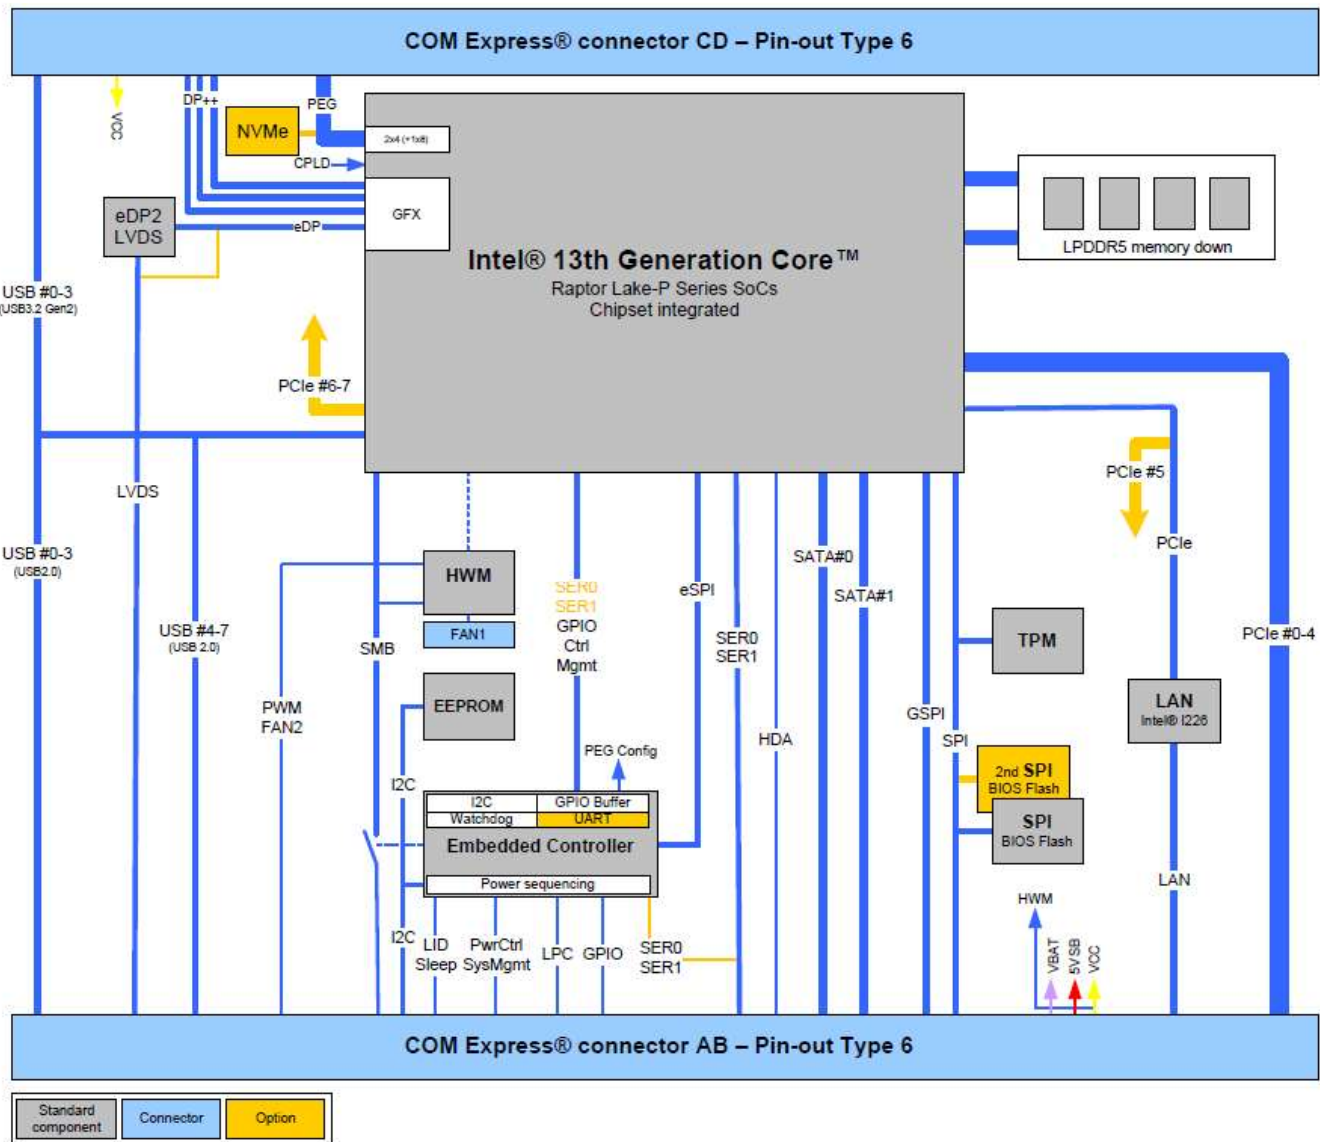 COM Express® connector CD – Pin-out Type 6
VCC
DP++
PEG
NVMe
2x4 (+1x8)
CPLD
GFX
eDP2
LVDS
eDP
Intel® 13th Generation Core™
Raptor Lake-P Series SoCs
Chipset integrated
LPDDR5 memory down
USB #0-3
(USB3.2 Gen2)
PCIe #6-7
LVDS
PCIe #5
USB #0-3
(USB2.0)
PCIe
HWM
FAN1
SER0
SER1
GPIO
Ctrl
Mgmt
eSPI
SATA#0
SATA#1
USB #4-7
(USB 2.0)
SMB
SER0
SER1
TPM
PCIe #0-4
EEPROM
PWM
FAN2
HDA
GSPI
SPI
LAN
Intel® I226
PEG Config
I2C
I2C
GPIO Buffer
Watchdog
UART
Embedded Controller
Power sequencing
2nd SPI
BIOS Flash
SPI
BIOS Flash
LAN
I2C
LID
Sleep
PwrCtrl
SysMgmt
LPC
GPIO
SER0
SER1
HWM
VBAT
5VSB
VCC
COM Express® connector AB – Pin-out Type 6
Standard
component
Connector
Option